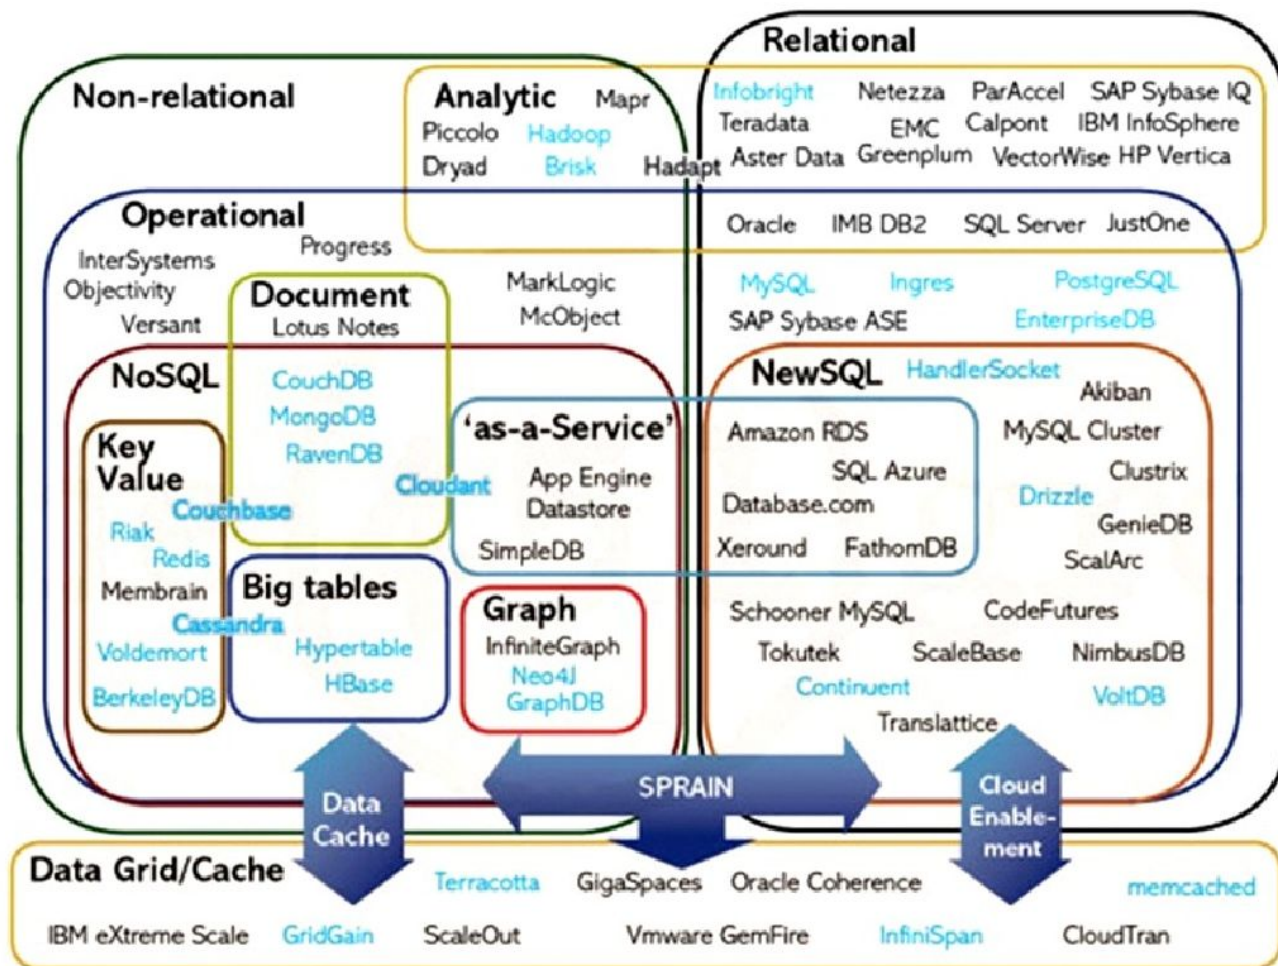 Relational
Non-relational
Analytic
Mapr
Piccolo
Hadoop
Dryad
Brisk
Hadapt
Infobright
Netezza
ParAccel
SAP Sybase IQ
Teradata
EMC
Calpont
IBM InfoSphere
Aster Data
Greenplum
VectorWise
HP Vertica
Operational
Progress
InterSystems
Objectivity
Versant
MarkLogic
McObject
Oracle
IMB DB2
SQL Server
JustOne
MySQL
Ingres
PostgreSQL
SAP Sybase ASE
EnterpriseDB
Document
Lotus Notes
NoSQL
CouchDB
MongoDB
RavenDB
Cloudant
Key
Value
Couchbase
Riak
Redis
Membrain
Cassandra
Voldemort
BerkeleyDB
Big tables
Hypertable
HBase
'as-a-Service'
App Engine
Datastore
SimpleDB
Graph
InfiniteGraph
Neo4J
GraphDB
NewSQL
HandlerSocket
Akiban
Amazon RDS
MySQL Cluster
SQL Azure
Clustrix
Database.com
Drizzle
GenieDB
Xeround
FathomDB
ScalArc
Schooner MySQL
CodeFutures
Tokutek
ScaleBase
NimbusDB
Continuent
VoltDB
Translattice
Data
Cache
SPRAIN
Cloud
Enable-
ment
Data Grid/Cache
Terracotta
GigaSpaces
Oracle Coherence
memcached
IBM eXtreme Scale
GridGain
ScaleOut
Vmware GemFire
InfiniSpan
CloudTran